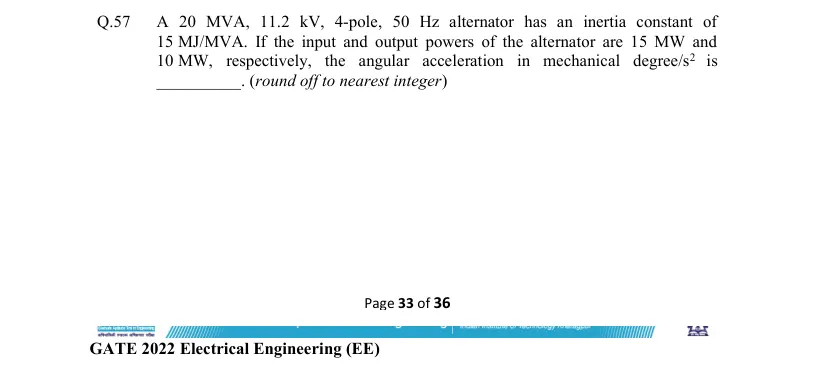 Q.57 A 20 MVA, 11.2 kV, 4-pole, 50 Hz alternator has an inertia constant of
15 MJ/MVA. If the input and output powers of the alternator are 15 MW and
10 MW, respectively, the angular acceleration in mechanical degree/s² is
__________. (round off to nearest integer)
Page 33 of 36
GATE 2022 Electrical Engineering (EE)